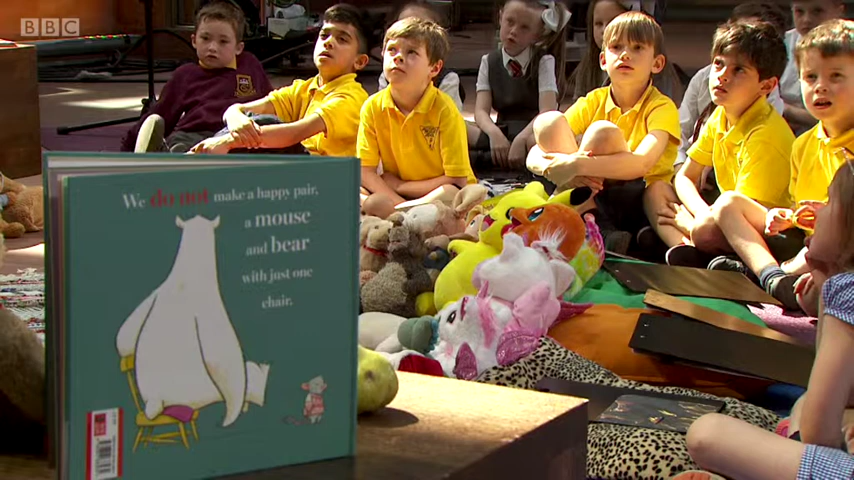 BBC
We do not make a happy pair,
a mouse
and bear
with just one
chair.